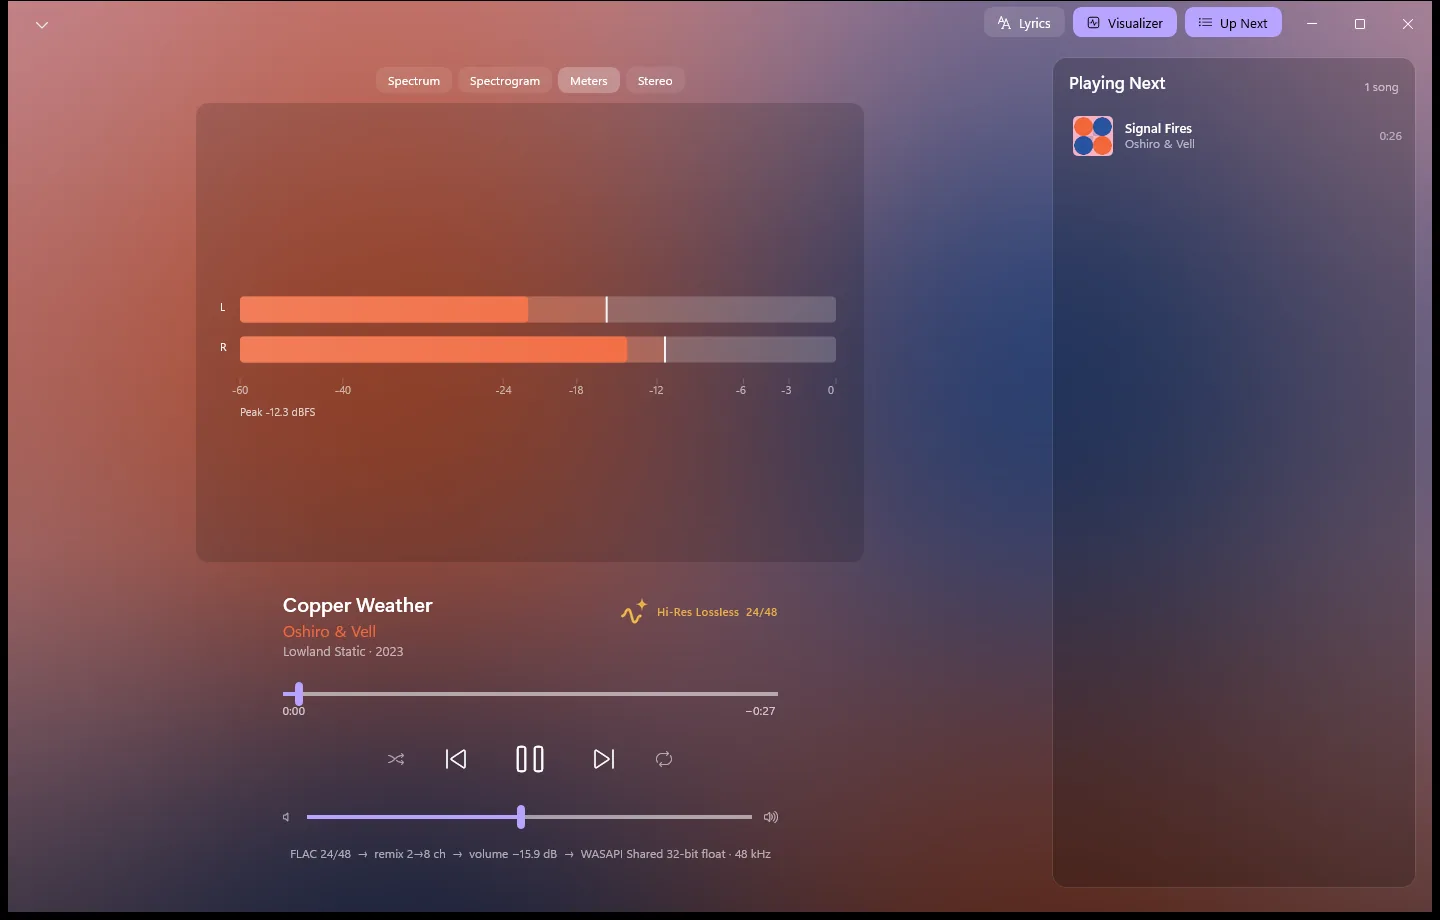 Lyrics
Visualizer
Up Next
Spectrum
Spectrogram
Meters
Stereo
Playing Next
1 song
Signal Fires
Oshiro & Vell
0:26
L
R
-60 -40 -24 -18 -12 -6 -3 0
Peak -12.3 dBFS
Copper Weather
Hi-Res Lossless 24/48
Oshiro & Vell
Lowland Static · 2023
0:00
−0:27
FLAC 24/48 → remix 2→8 ch → volume −15.9 dB → WASAPI Shared 32-bit float · 48 kHz